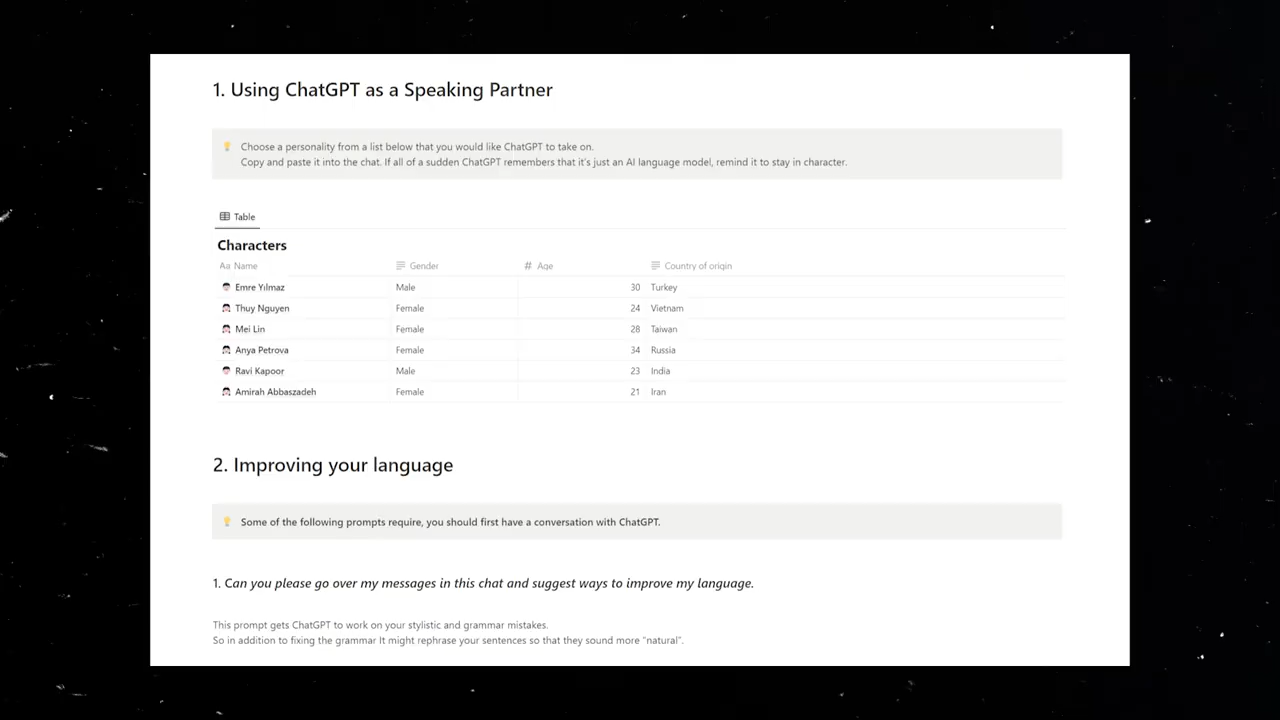 1. Using ChatGPT as a Speaking Partner
Choose a personality from a list below that you would like ChatGPT to take on.
Copy and paste it into the chat. If all of a sudden ChatGPT remembers that it's just an AI language model, remind it to stay in character.
Table
Characters
Aa Name Gender # Age Country of origin
Emre Yılmaz Male 30 Turkey
Thuy Nguyen Female 24 Vietnam
Mei Lin Female 28 Taiwan
Anya Petrova Female 34 Russia
Ravi Kapoor Male 23 India
Amirah Abbaszadeh Female 21 Iran
2. Improving your language
Some of the following prompts require, you should first have a conversation with ChatGPT.
1. Can you please go over my messages in this chat and suggest ways to improve my language.
This prompt gets ChatGPT to work on your stylistic and grammar mistakes.
So in addition to fixing the grammar It might rephrase your sentences so that they sound more "natural".